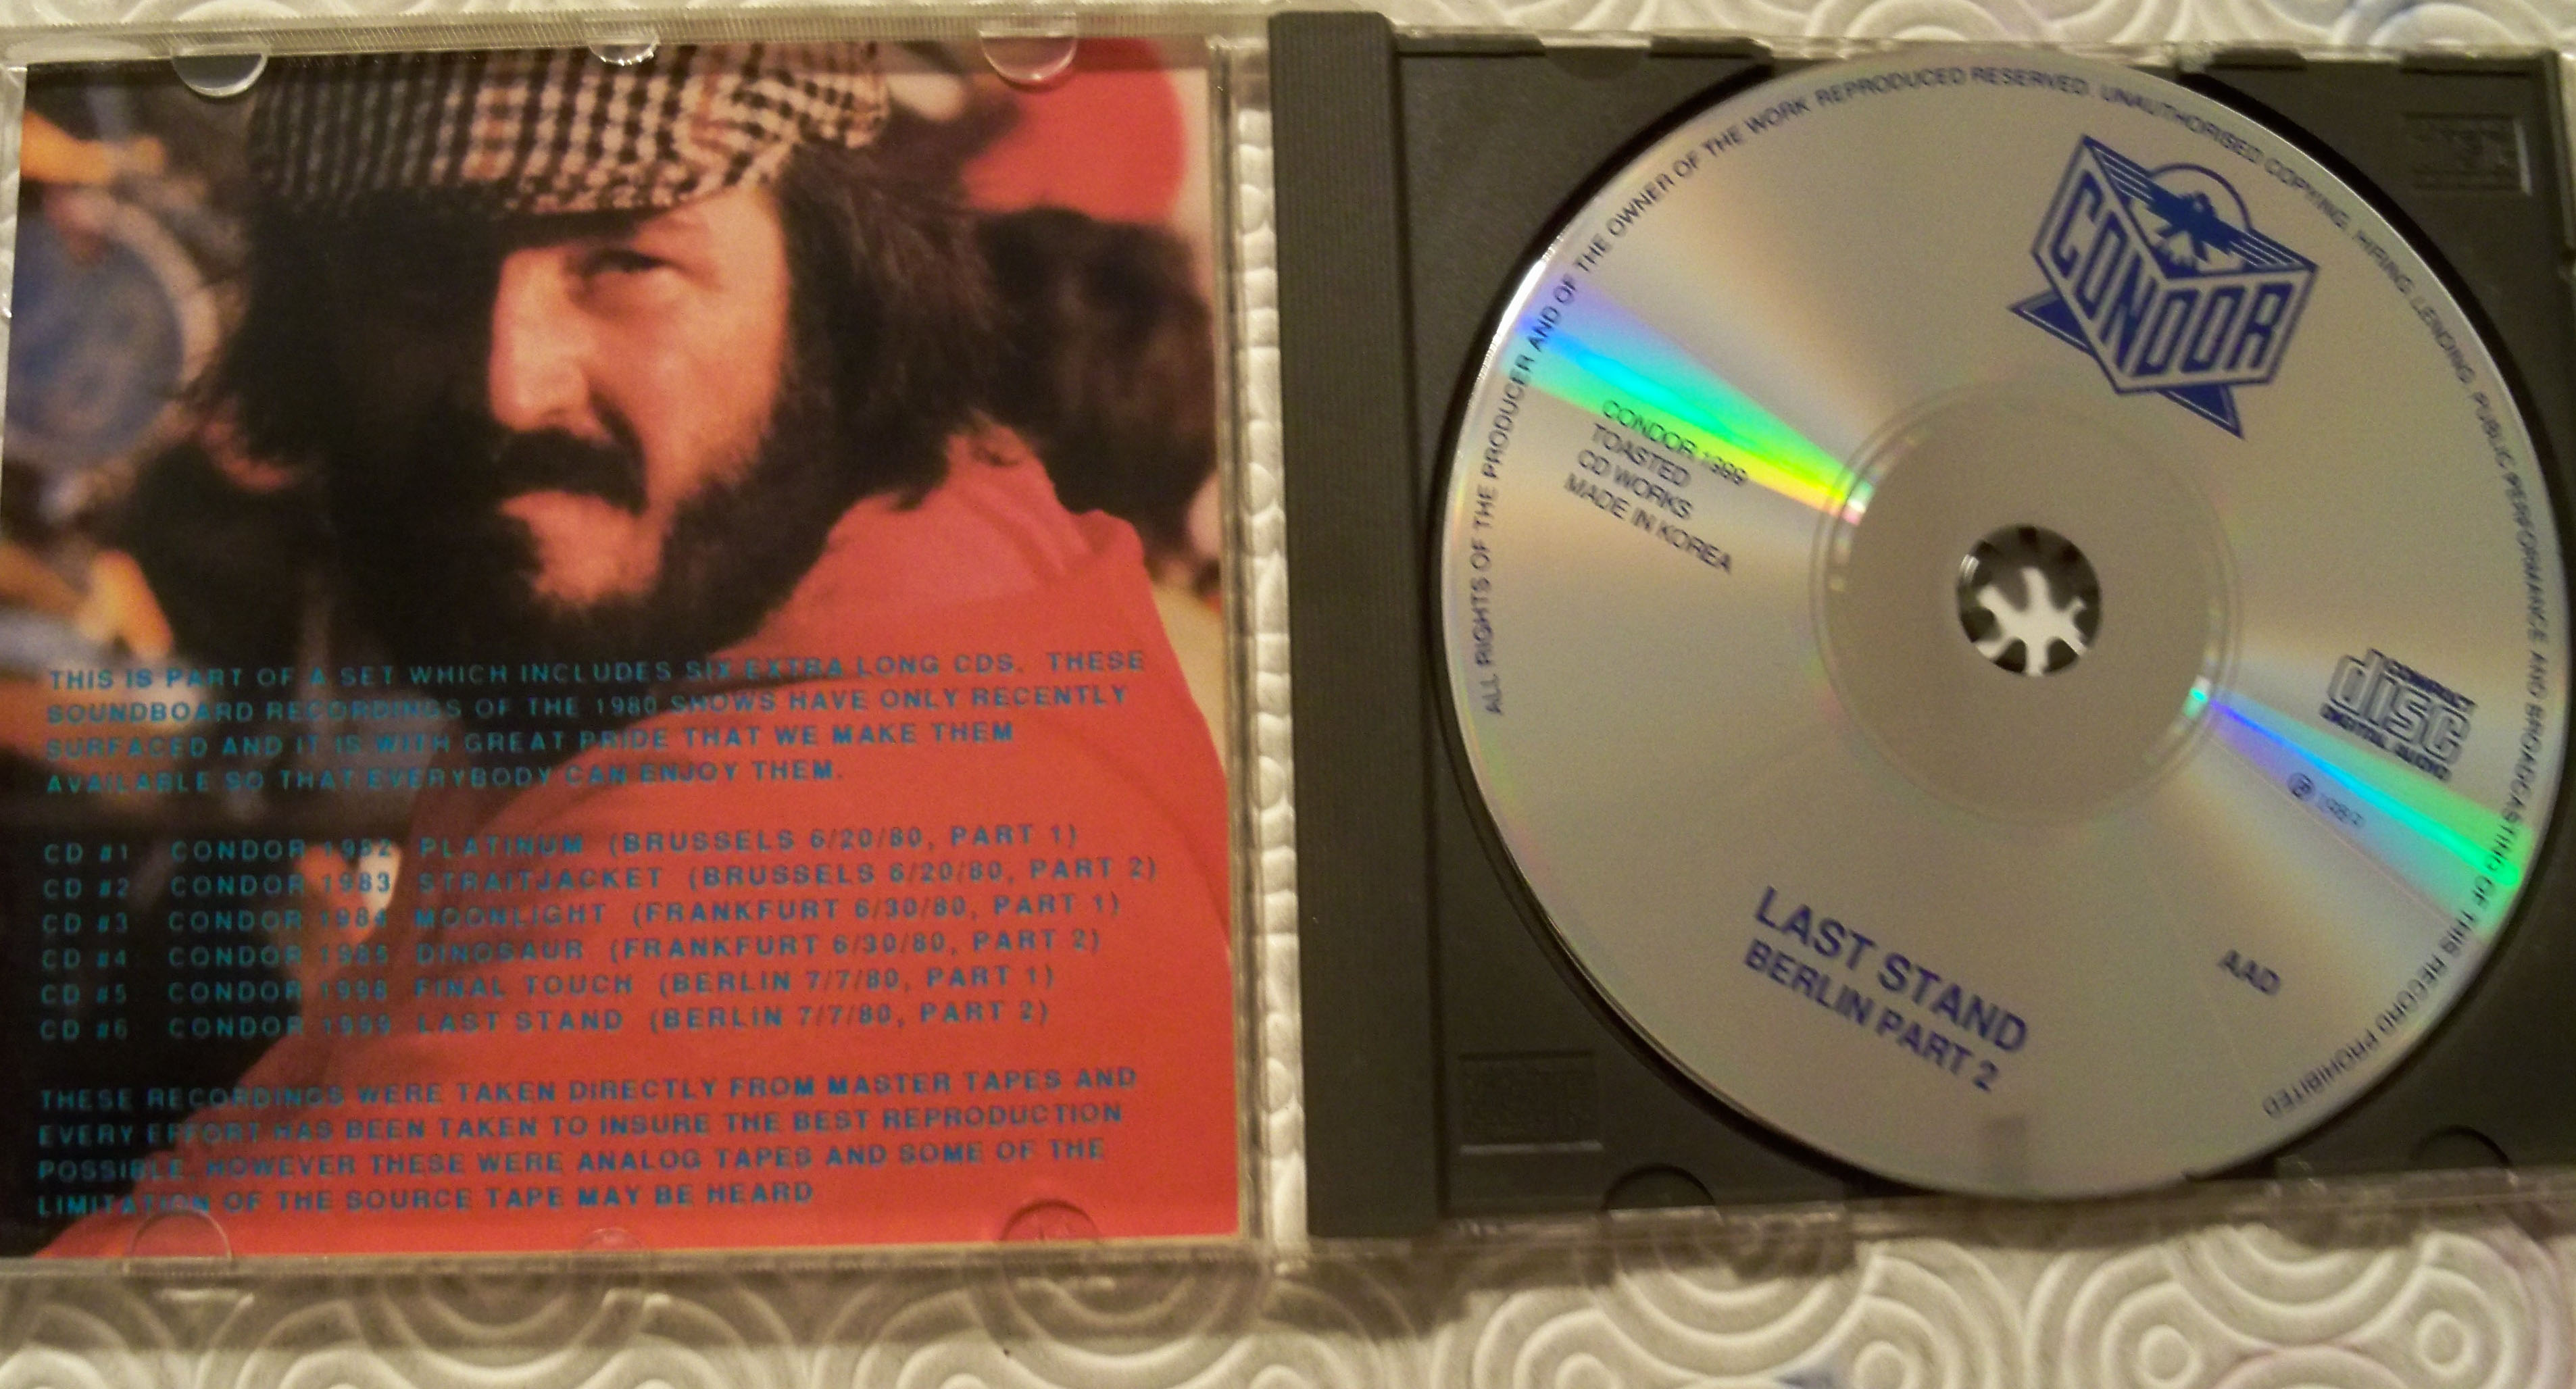 THIS IS PART OF A SET WHICH INCLUDES SIX EXTRA LONG CDS. THESE
SOUNDBOARD RECORDINGS OF THE 1980 SHOWS HAVE ONLY RECENTLY
SURFACED AND IT IS WITH GREAT PRIDE THAT WE MAKE THEM
AVAILABLE SO THAT EVERYBODY CAN ENJOY THEM.
CD #1 CONDOR 1982 PLATINUM (BRUSSELS 6/20/80, PART 1)
CD #2 CONDOR 1983 STRAITJACKET (BRUSSELS 6/20/80, PART 2)
CD #3 CONDOR 1984 MOONLIGHT (FRANKFURT 6/30/80, PART 1)
CD #4 CONDOR 1985 DINOSAUR (FRANKFURT 6/30/80, PART 2)
CD #5 CONDOR 1998 FINAL TOUCH (BERLIN 7/7/80, PART 1)
CD #6 CONDOR 1999 LAST STAND (BERLIN 7/7/80, PART 2)
THESE RECORDINGS WERE TAKEN DIRECTLY FROM MASTER TAPES AND
EVERY EFFORT HAS BEEN TAKEN TO INSURE THE BEST REPRODUCTION
POSSIBLE. HOWEVER THESE WERE ANALOG TAPES AND SOME OF THE
LIMITATION OF THE SOURCE TAPE MAY BE HEARD
ALL RIGHTS OF THE PRODUCER AND OF THE OWNER OF THE WORK REPRODUCED RESERVED. UNAUTHORISED COPYING, HIRING, LENDING, PUBLIC PERFORMANCE AND BROADCASTING OF THIS RECORD PROHIBITED
CONDOR
CONDOR 1999
TOASTED
CD WORKS
MADE IN KOREA
COMPACT
disc
DIGITAL AUDIO
℗
AAD
LAST STAND
BERLIN PART 2